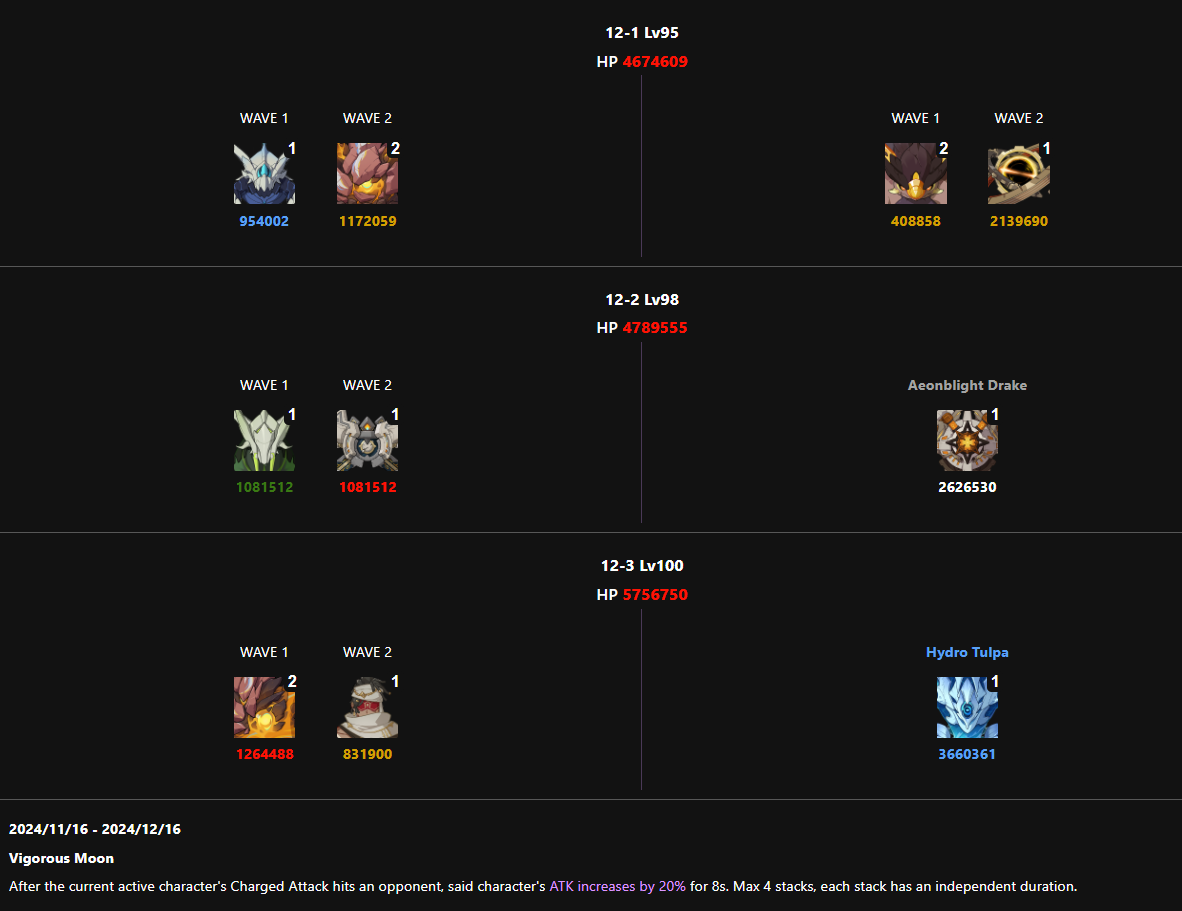 12-1 Lv95
HP 4674609
WAVE 1 WAVE 2 WAVE 1 WAVE 2
1 2 2 1
954002 1172059 408858 2139690
12-2 Lv98
HP 4789555
WAVE 1 WAVE 2 Aeonblight Drake
1 1 1
1081512 1081512 2626530
12-3 Lv100
HP 5756750
WAVE 1 WAVE 2 Hydro Tulpa
2 1 1
1264488 831900 3660361
2024/11/16 - 2024/12/16
Vigorous Moon
After the current active character's Charged Attack hits an opponent, said character's ATK increases by 20% for 8s. Max 4 stacks, each stack has an independent duration.